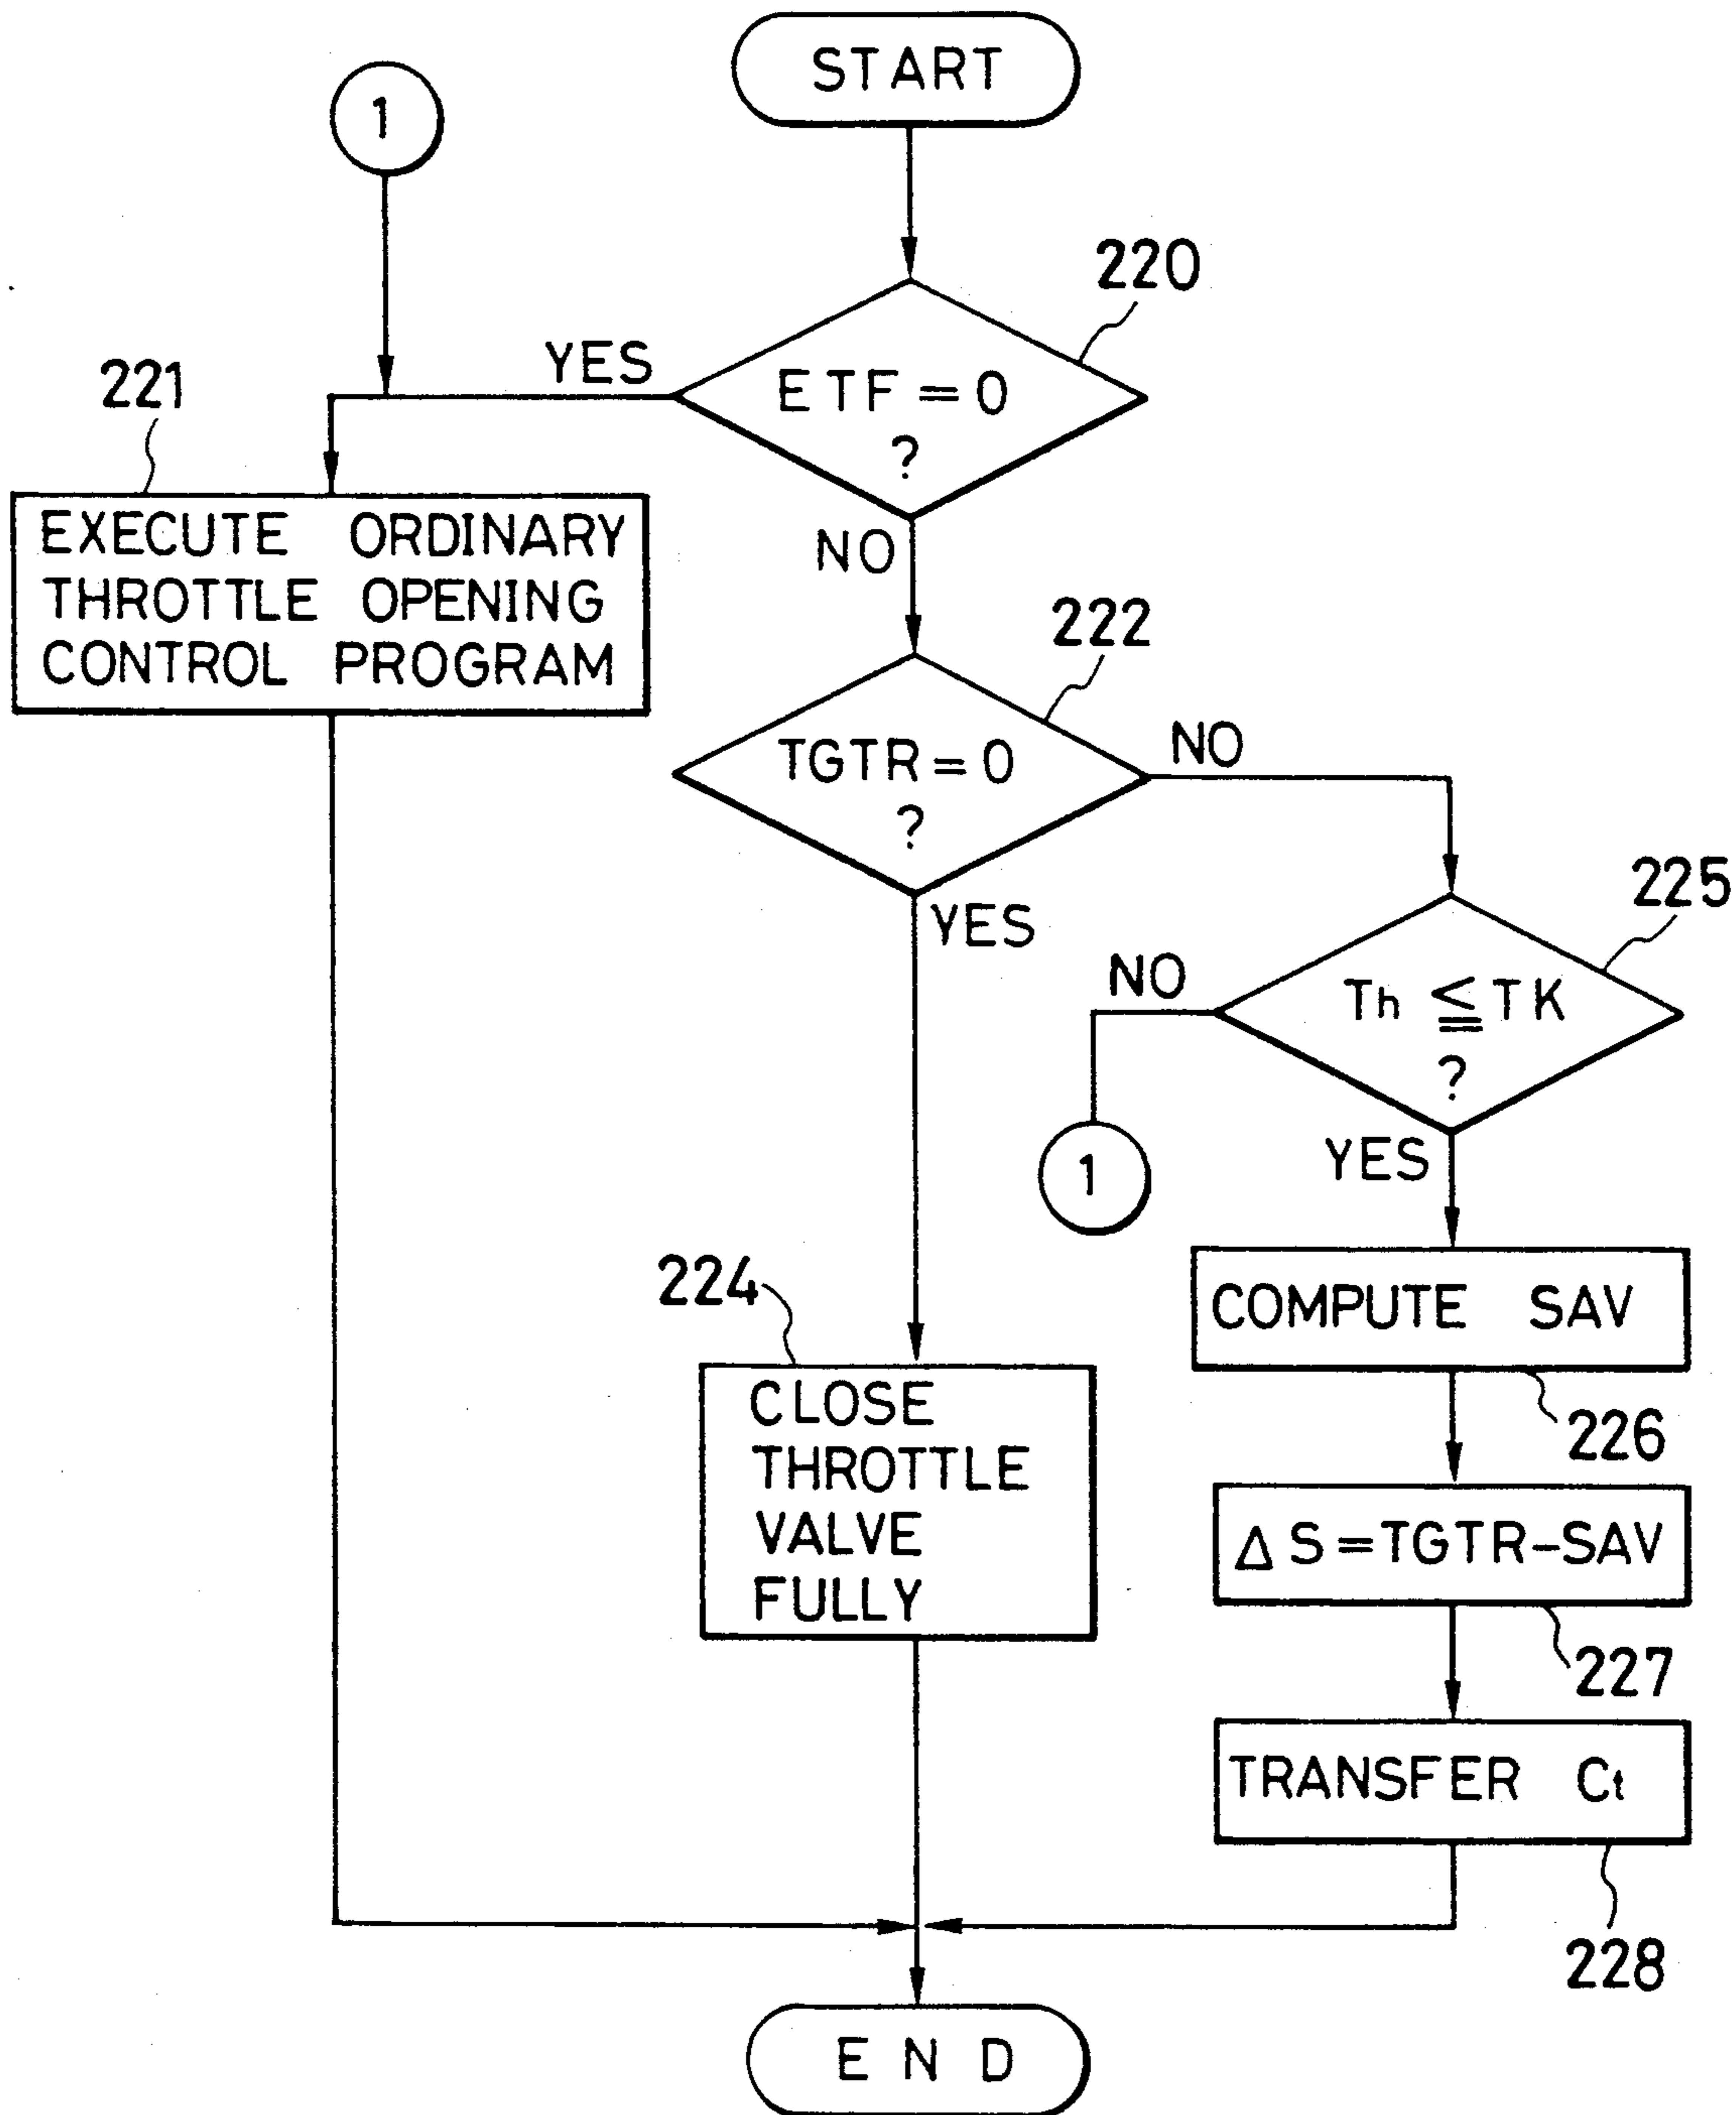 START
1
220
YES
ETF=0
?
221
EXECUTE ORDINARY
THROTTLE OPENING
CONTROL PROGRAM
NO
222
TGTR=0
?
NO
YES
225
NO
Th ≦ TK
?
1
YES
224
CLOSE
THROTTLE
VALVE
FULLY
COMPUTE SAV
226
Δ S=TGTR-SAV
227
TRANSFER Ct
228
END